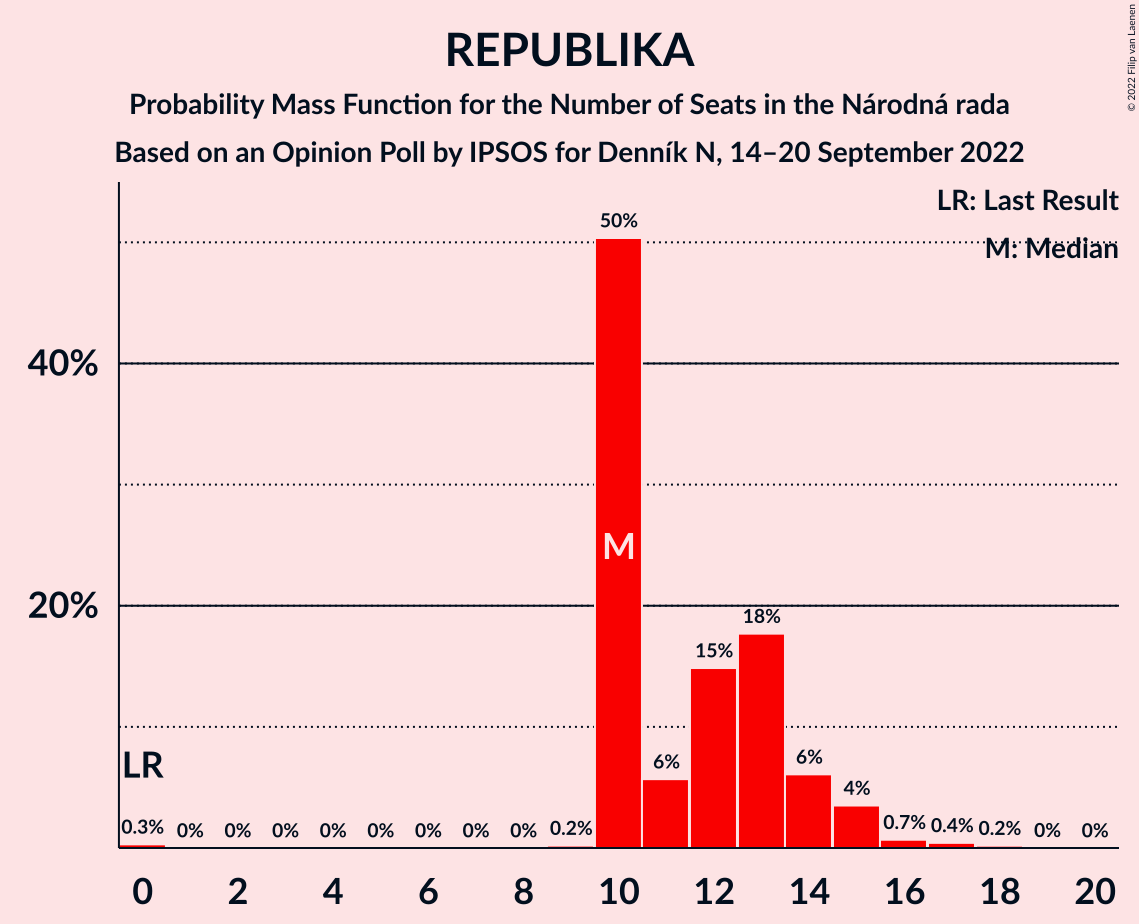 REPUBLIKA
Probability Mass Function for the Number of Seats in the Národná rada
Based on an Opinion Poll by IPSOS for Denník N, 14–20 September 2022
© 2022 Filip van Laenen
LR: Last Result
M: Median
50%
40%
M
20%
18%
15%
LR
6%
6%
4%
0.3% 0% 0% 0% 0% 0% 0% 0% 0% 0.2% 0.7% 0.4% 0.2% 0% 0%
0 2 4 6 8 10 12 14 16 18 20